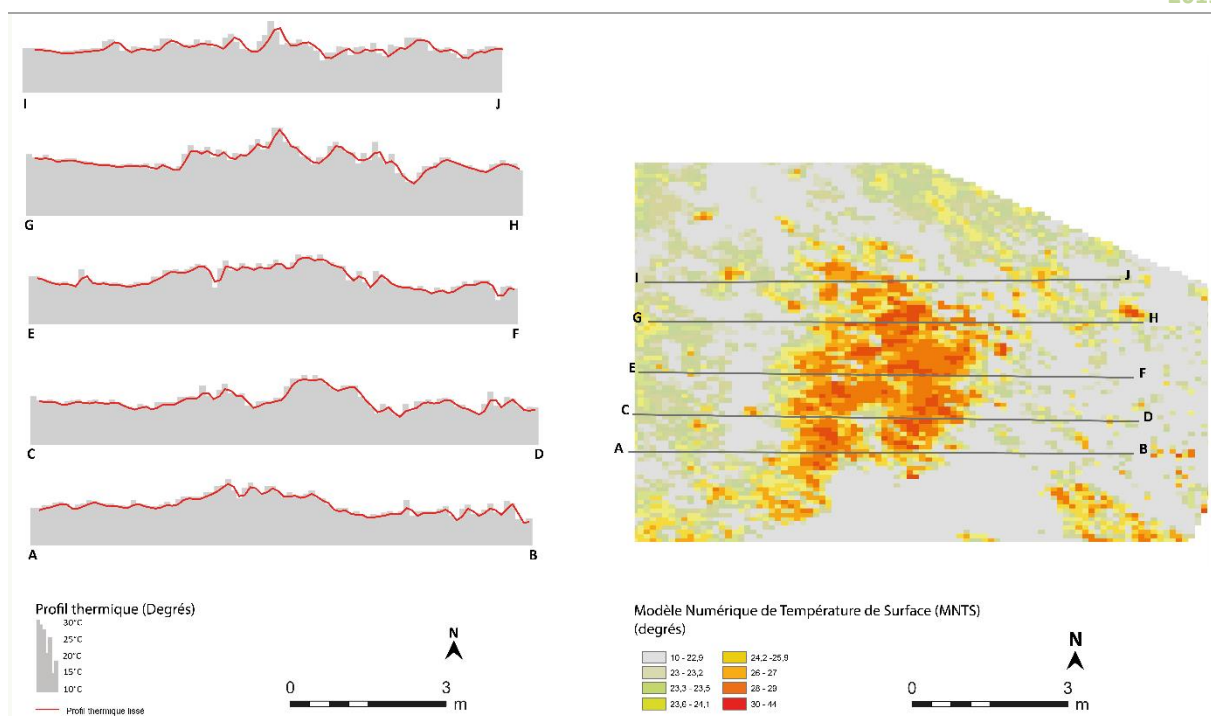 I J
G H
E F
C D
A B
I J
G H
E F
C D
A B
Profil thermique (Degrés)
30°C
25°C
20°C
15°C
10°C
Profil thermique lissé
N
0 3
m
Modèle Numérique de Température de Surface (MNTS)
(degrés)
10 - 22,9 24,2 -25,9
23 - 23,2 26 - 27
23,3 - 23,5 28 - 29
23,6 - 24,1 30 - 44
N
0 3
m